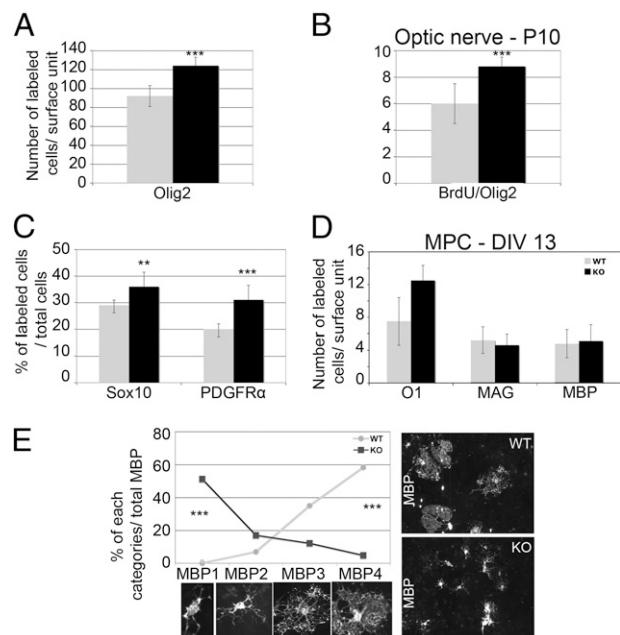 A
Number of labeled
cells/ surface unit
140
120
100
80
60
40
20
0
***
Olig2
B
Optic nerve - P10
10
8
6
4
2
0
***
BrdU/Olig2
C
% of labeled cells
/ total cells
50
40
30
20
10
0
**
***
Sox10
PDGFRα
D
MPC - DIV 13
WT
KO
Number of labeled
cells/ surface unit
16
12
8
4
0
O1
MAG
MBP
E
% of each
categories/ total MBP
80
60
40
20
0
WT
KO
***
***
MBP1
MBP2
MBP3
MBP4
WT
MBP
KO
MBP